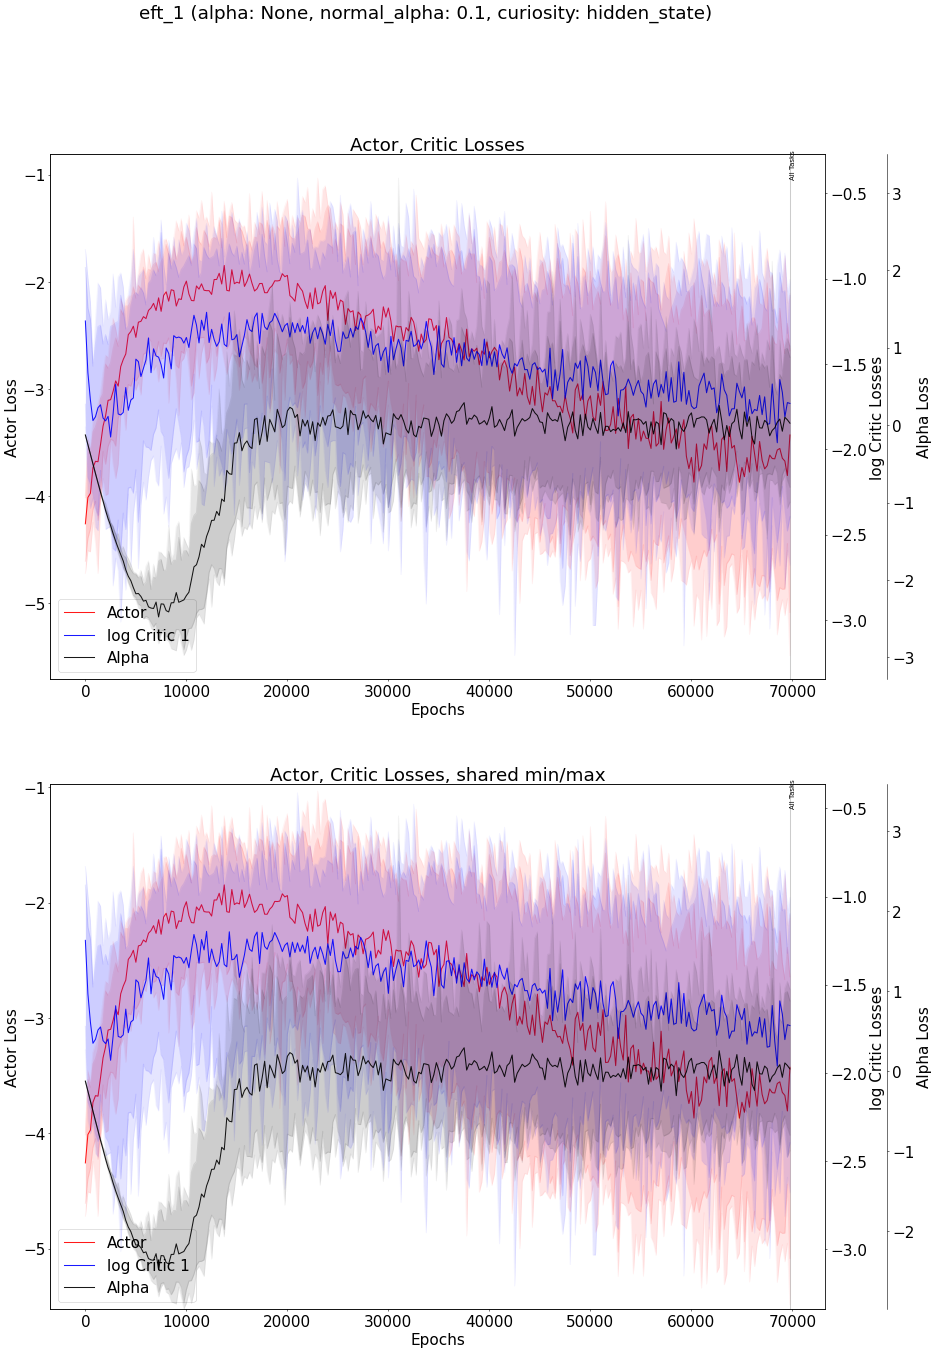 eft_1 (alpha: None, normal_alpha: 0.1, curiosity: hidden_state)
Actor, Critic Losses
All Tasks
−1
−2
−3
−4
−5
Actor Loss
−0.5
−1.0
−1.5
−2.0
−2.5
−3.0
log Critic Losses
3
2
1
0
−1
−2
−3
Alpha Loss
Actor
log Critic 1
Alpha
0 10000 20000 30000 40000 50000 60000 70000
Epochs
Actor, Critic Losses, shared min/max
All Tasks
−1
−2
−3
−4
−5
Actor Loss
−0.5
−1.0
−1.5
−2.0
−2.5
−3.0
log Critic Losses
3
2
1
0
−1
−2
Alpha Loss
Actor
log Critic 1
Alpha
0 10000 20000 30000 40000 50000 60000 70000
Epochs